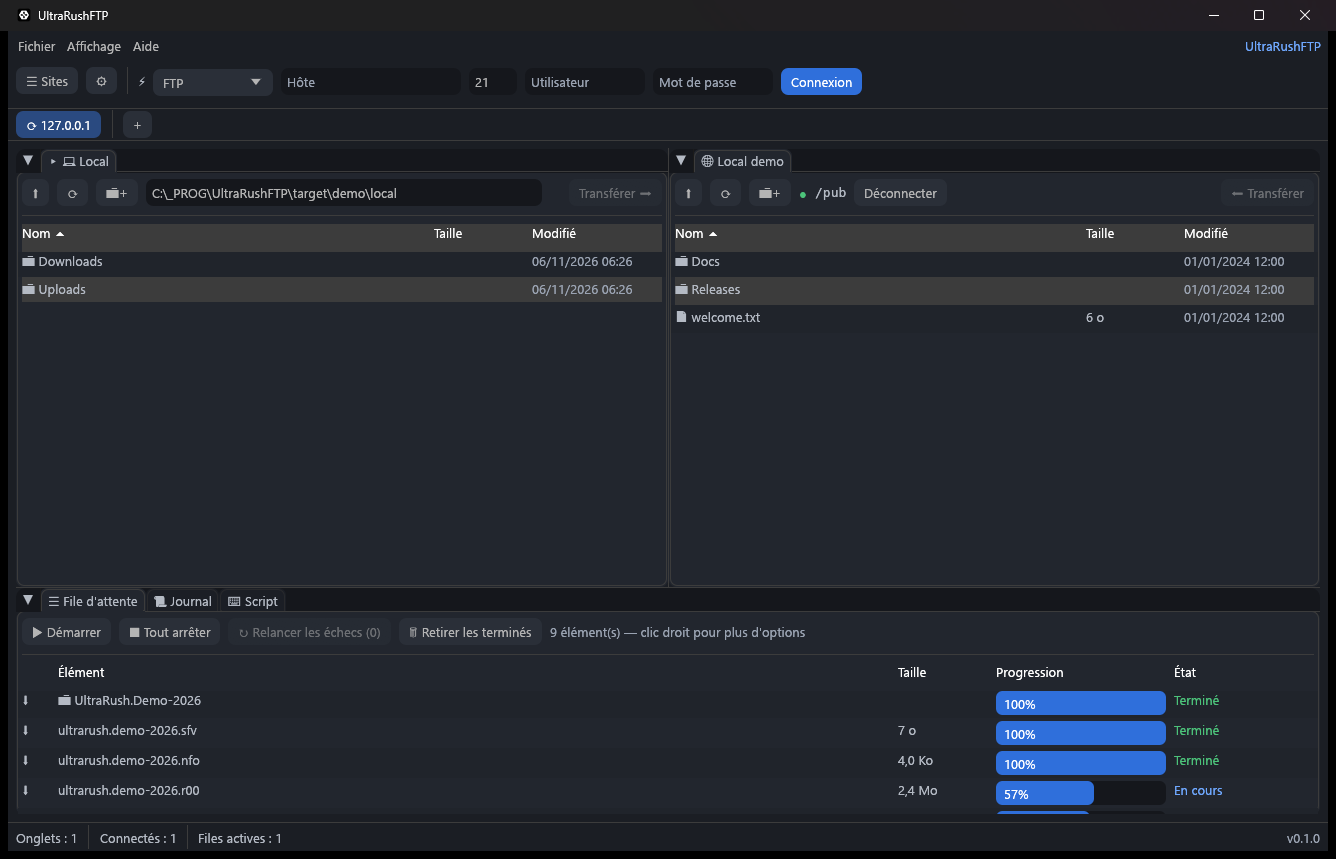 UltraRushFTP
Fichier Affichage Aide UltraRushFTP
Sites FTP Hôte 21 Utilisateur Mot de passe Connexion
127.0.0.1 +
Local
C:\_PROG\UltraRushFTP\target\demo\local Transférer
Nom Taille Modifié
Downloads 06/11/2026 06:26
Uploads 06/11/2026 06:26
Local demo
/pub Déconnecter Transférer
Nom Taille Modifié
Docs 01/01/2024 12:00
Releases 01/01/2024 12:00
welcome.txt 6 o 01/01/2024 12:00
File d'attente Journal Script
Démarrer Tout arrêter Relancer les échecs (0) Retirer les terminés 9 élément(s) — clic droit pour plus d'options
Élément Taille Progression État
UltraRush.Demo-2026 100% Terminé
ultrarush.demo-2026.sfv 7 o 100% Terminé
ultrarush.demo-2026.nfo 4,0 Ko 100% Terminé
ultrarush.demo-2026.r00 2,4 Mo 57% En cours
Onglets : 1 Connectés : 1 Files actives : 1 v0.1.0